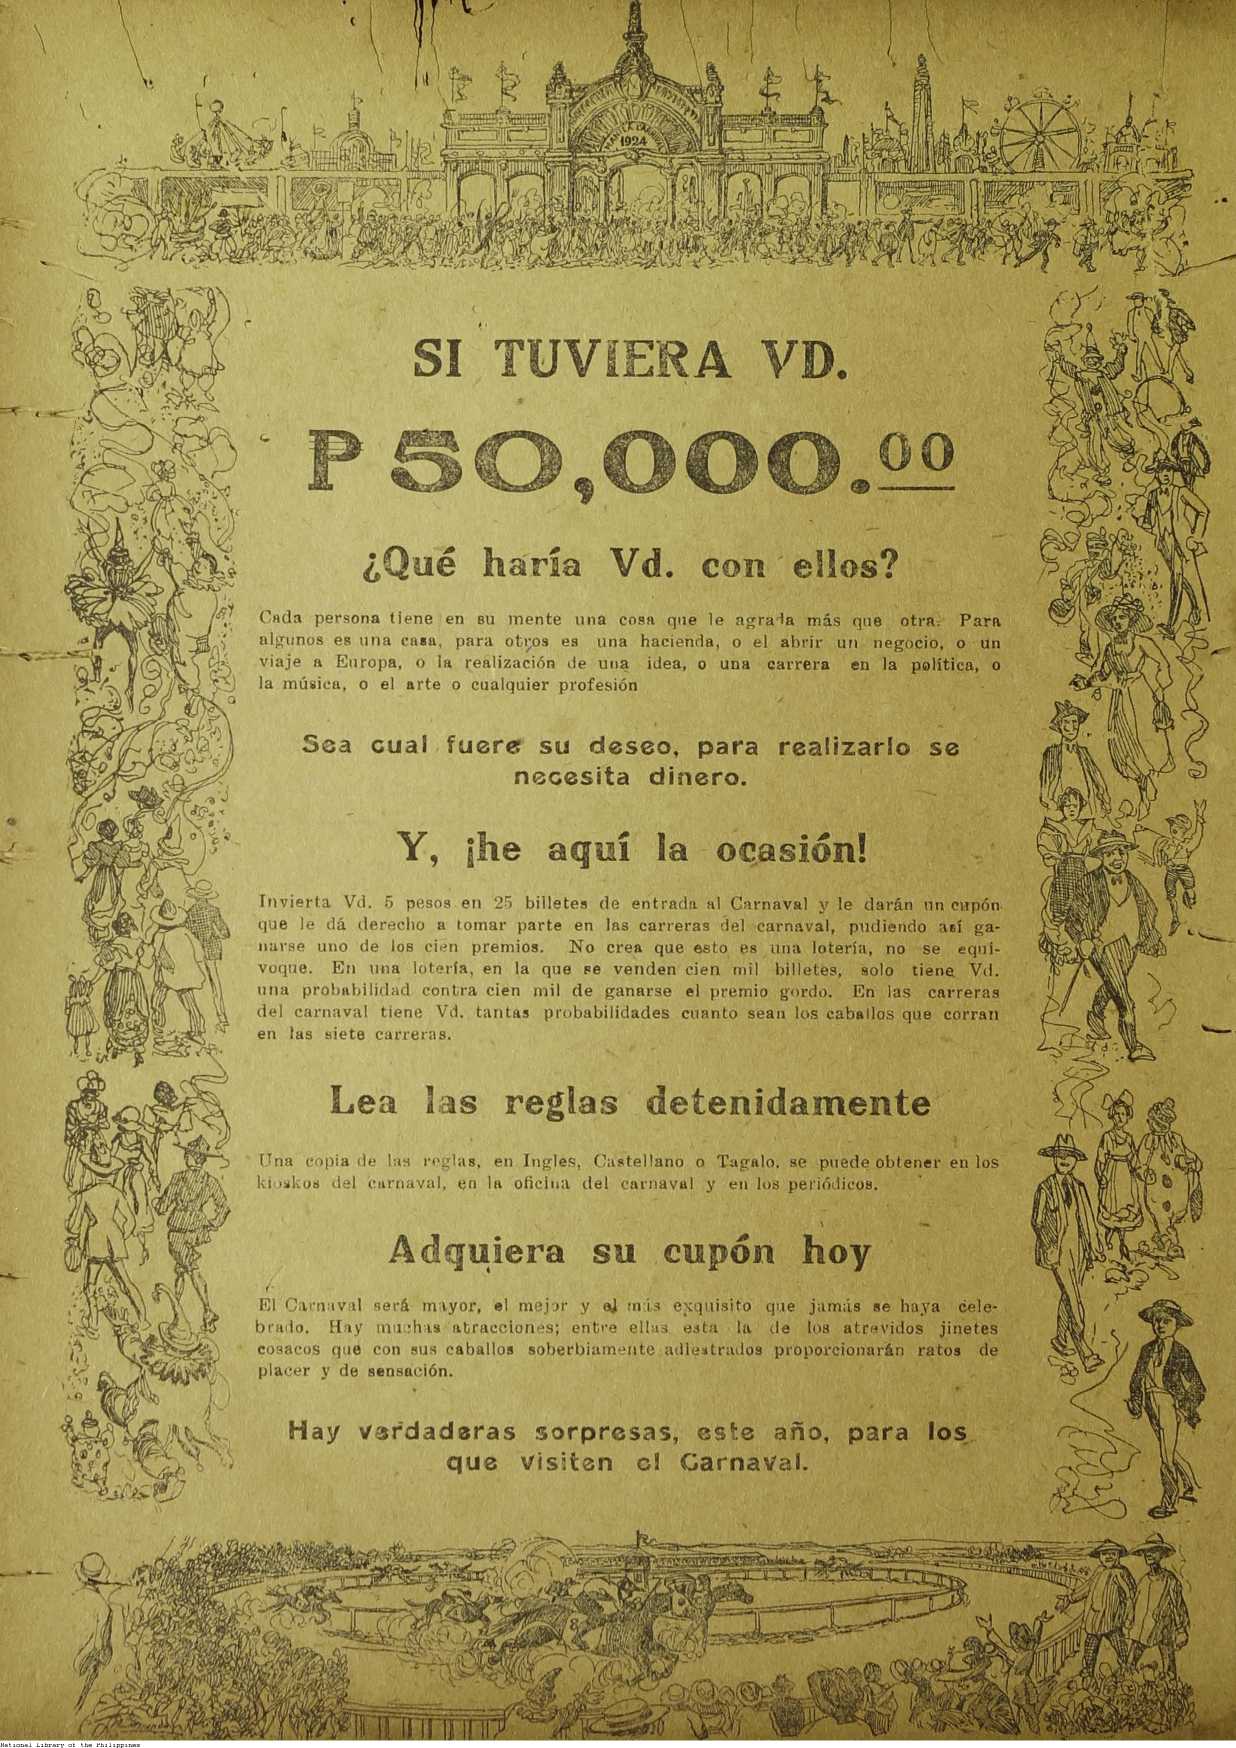 1924
SI TUVIERA VD.
₱ 50,000.00
¿Qué haría Vd. con ellos?
Cada persona tiene en su mente una cosa que le agrada más que otra. Para
algunos es una casa, para otros es una hacienda, o el abrir un negocio, o un
viaje a Europa, o la realización de una idea, o una carrera en la política, o
la música, o el arte o cualquier profesión
Sea cual fuere su deseo, para realizarlo se
necesita dinero.
Y, ¡he aquí la ocasión!
Invierta Vd. 5 pesos en 25 billetes de entrada al Carnaval y le darán un cupón
que le dá derecho a tomar parte en las carreras del carnaval, pudiendo así ga-
narse uno de los cien premios. No crea que esto es una lotería, no se equi-
voque. En una lotería, en la que se venden cien mil billetes, solo tiene Vd.
una probabilidad contra cien mil de ganarse el premio gordo. En las carreras
del carnaval tiene Vd. tantas probabilidades cuanto sean los caballos que corran
en las siete carreras.
Lea las reglas detenidamente
Una copia de las reglas, en Ingles, Castellano o Tagalo, se puede obtener en los
kioskos del carnaval, en la oficina del carnaval y en los periódicos.
Adquiera su cupón hoy
El Carnaval será mayor, el mejor y el más exquisito que jamás se haya cele-
brado. Hay muchas atracciones; entre ellas esta la de los atrevidos jinetes
cosacos que con sus caballos soberbiamente adiestrados proporcionarán ratos de
placer y de sensación.
Hay verdaderas sorpresas, este año, para los
que visiten el Carnaval.
National Library of the Philippines